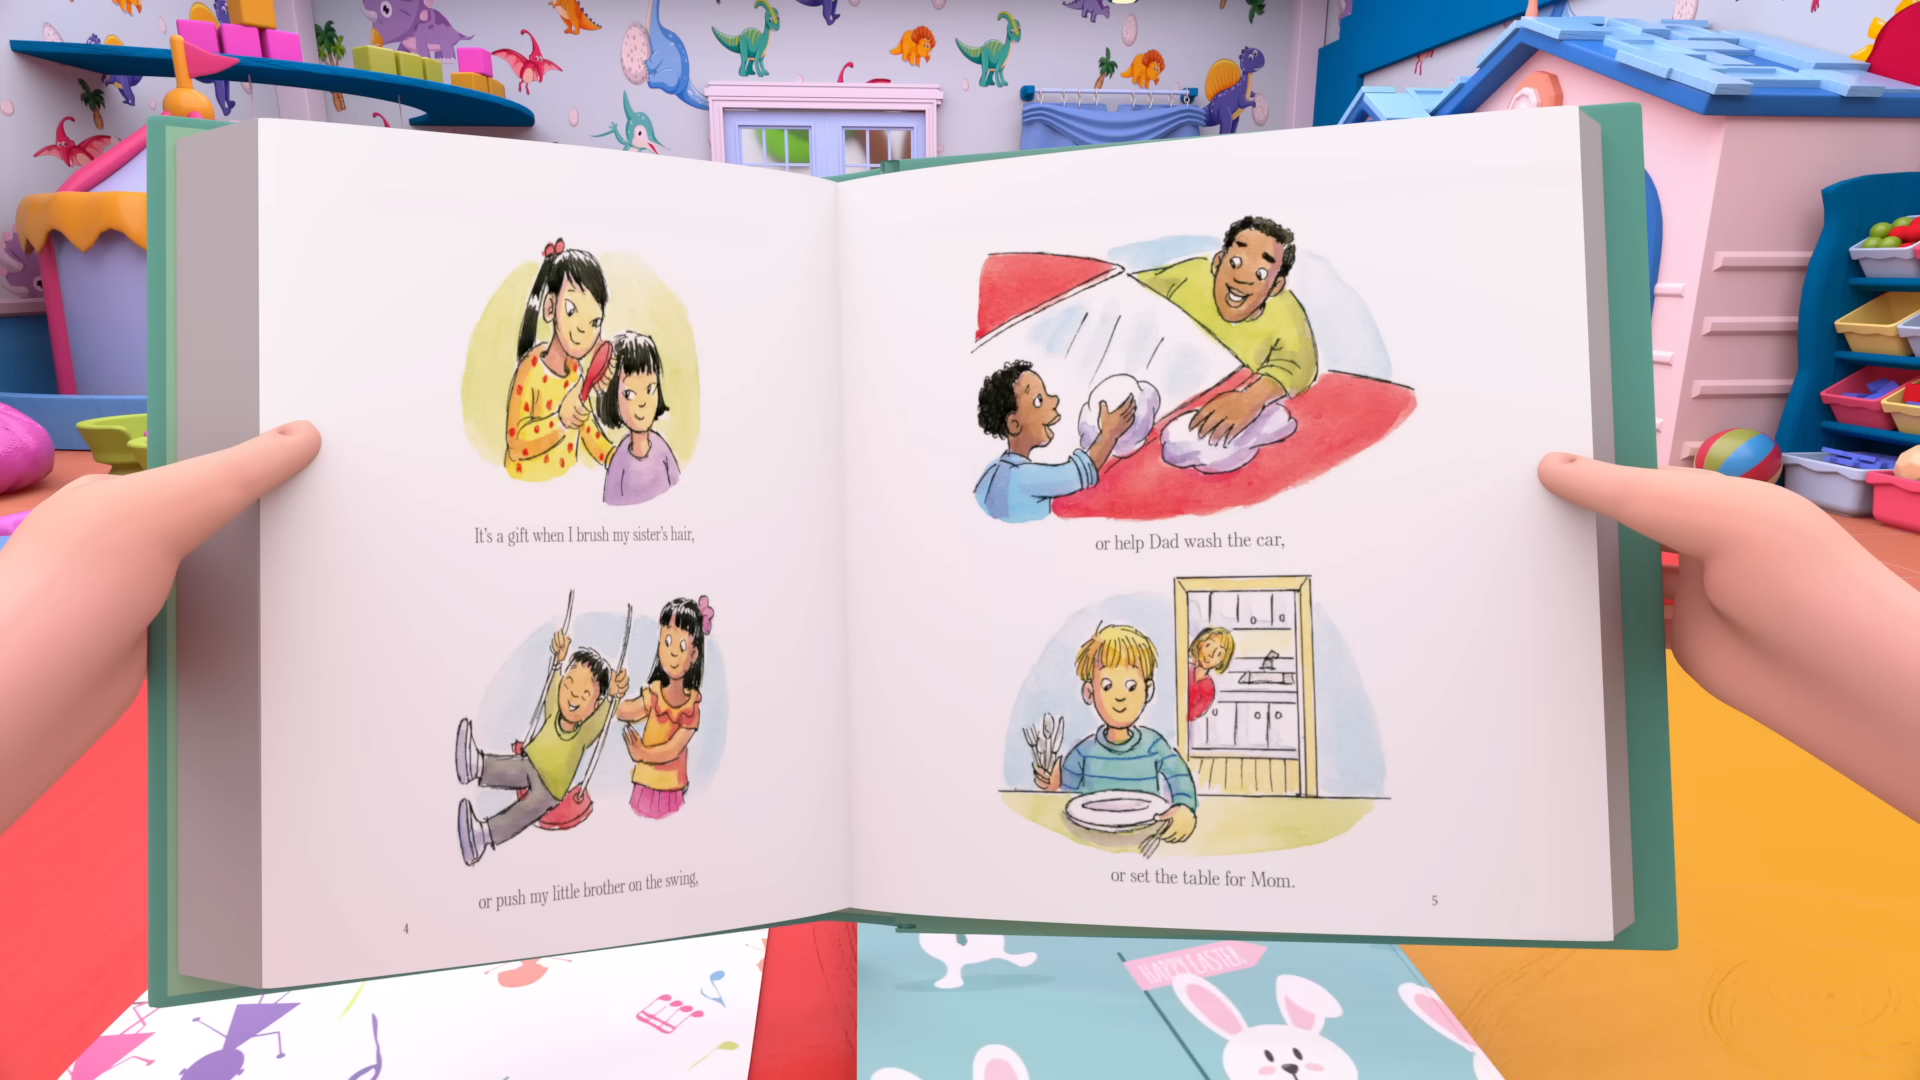 It's a gift when I brush my sister's hair,
or push my little brother on the swing,
4
or help Dad wash the car,
or set the table for Mom.
5
HAPPY EASTER